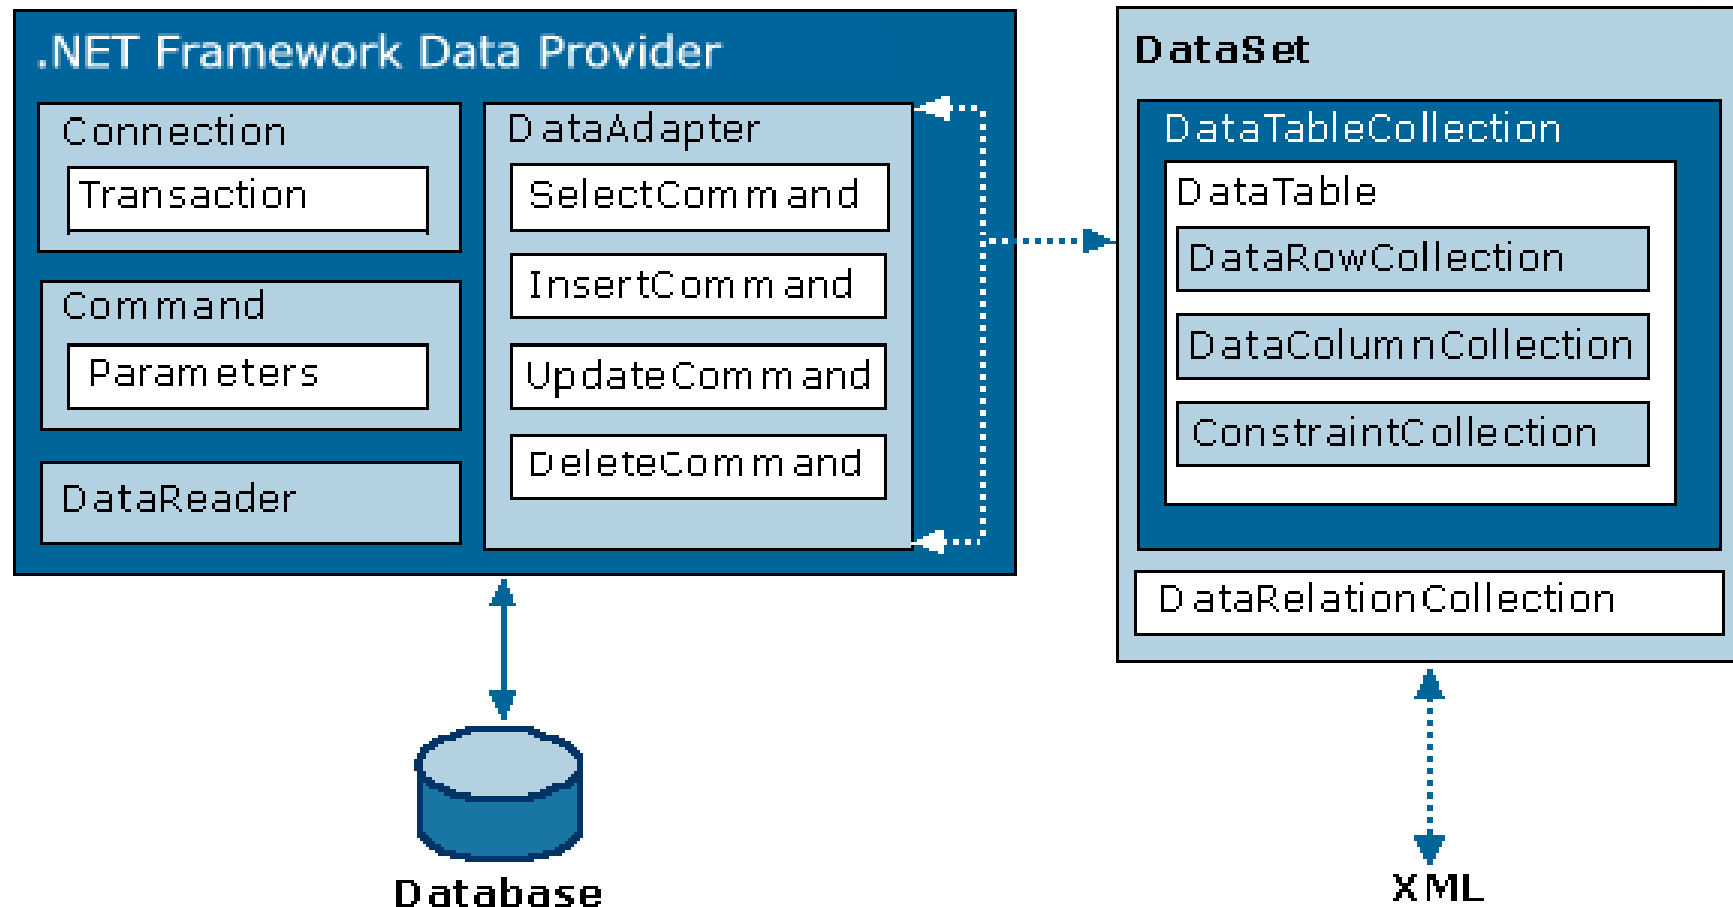 .NET Framework Data Provider
Connection
Transaction
Command
Parameters
DataReader
DataAdapter
SelectCommand
InsertCommand
UpdateCommand
DeleteCommand
DataSet
DataTableCollection
DataTable
DataRowCollection
DataColumnCollection
ConstraintCollection
DataRelationCollection
Database
XML